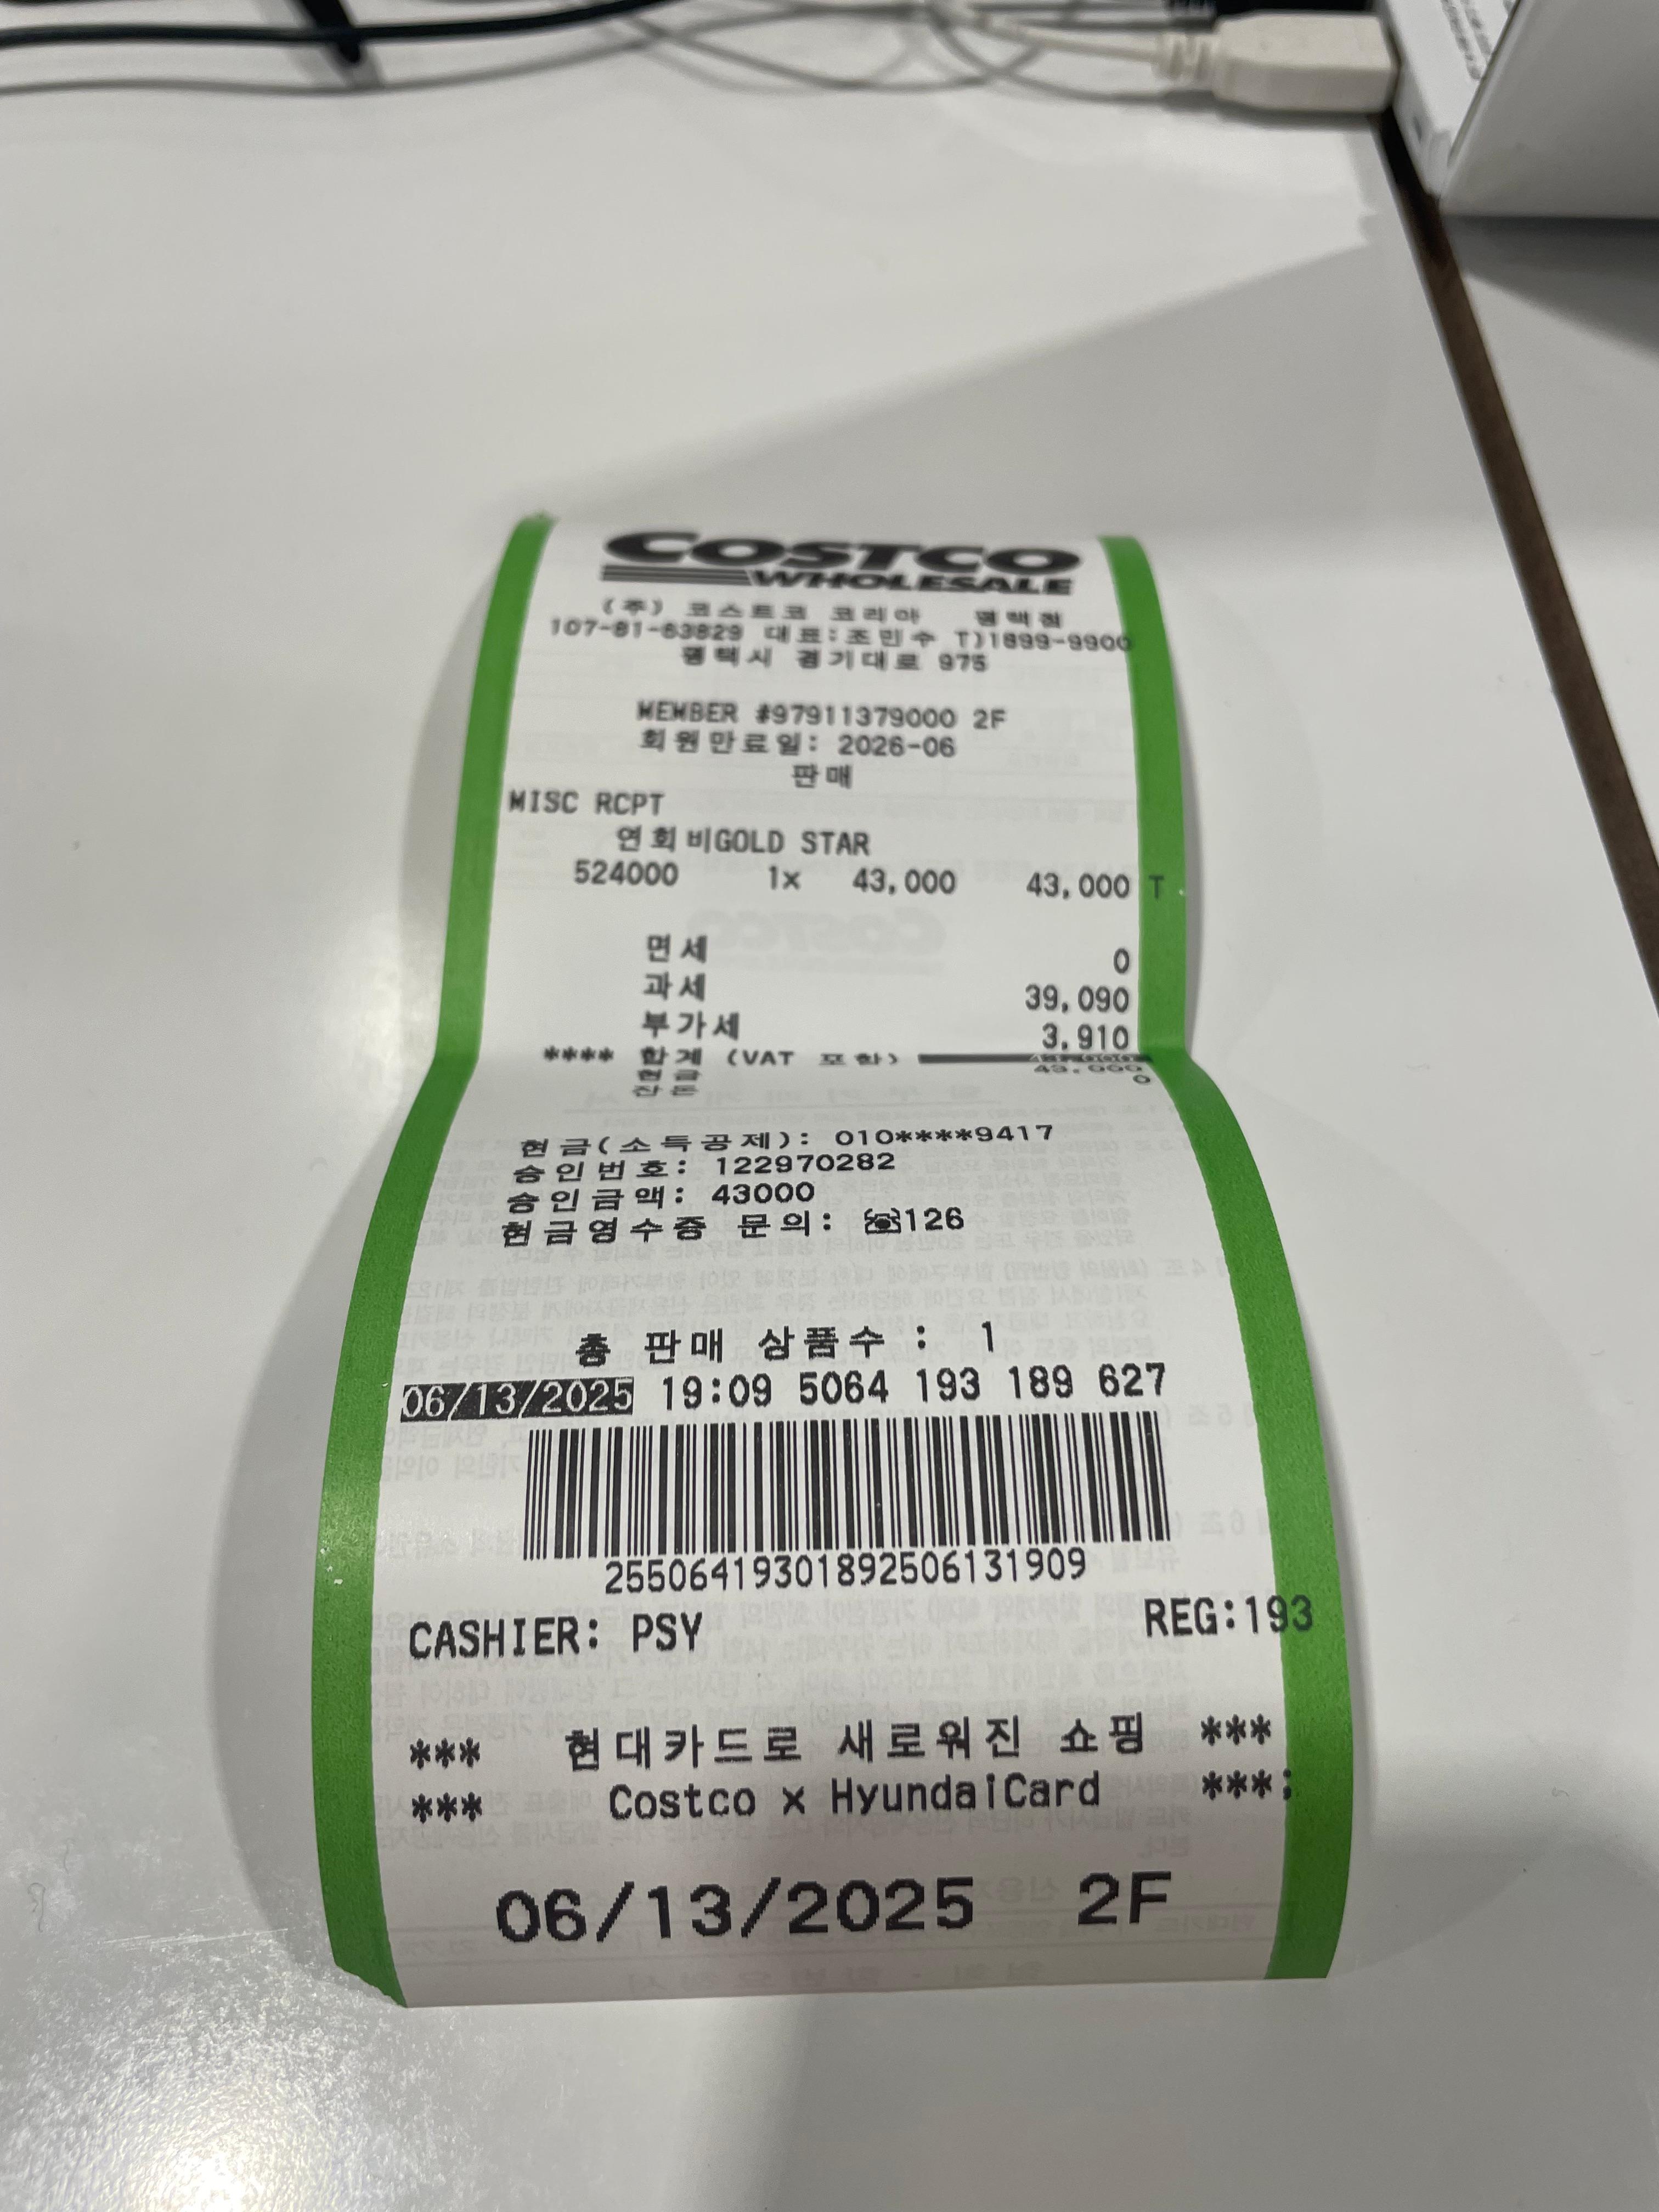 COSTCO
WHOLESALE
(주) 코스트코 코리아 평택점
107-81-63829 대표:조민수 T)1899-9900
평택시 경기대로 975
MEMBER #97911379000 2F
회원만료일: 2026-06
판매
MISC RCPT
연회비GOLD STAR
524000 1x 43,000 43,000 T
면세 0
과세 39,090
부가세 3,910
**** 합계 (VAT 포함) 43,000
현금 43,000
잔돈 0
현금(소득공제): 010****9417
승인번호: 122970282
승인금액: 43000
현금영수증 문의: ☎126
총 판매 상품수 : 1
06/13/2025 19:09 5064 193 189 627
2550641930189250613​1909
CASHIER: PSY REG:193
*** 현대카드로 새로워진 쇼핑 ***
*** Costco x HyundaiCard ***;
06/13/2025 2F